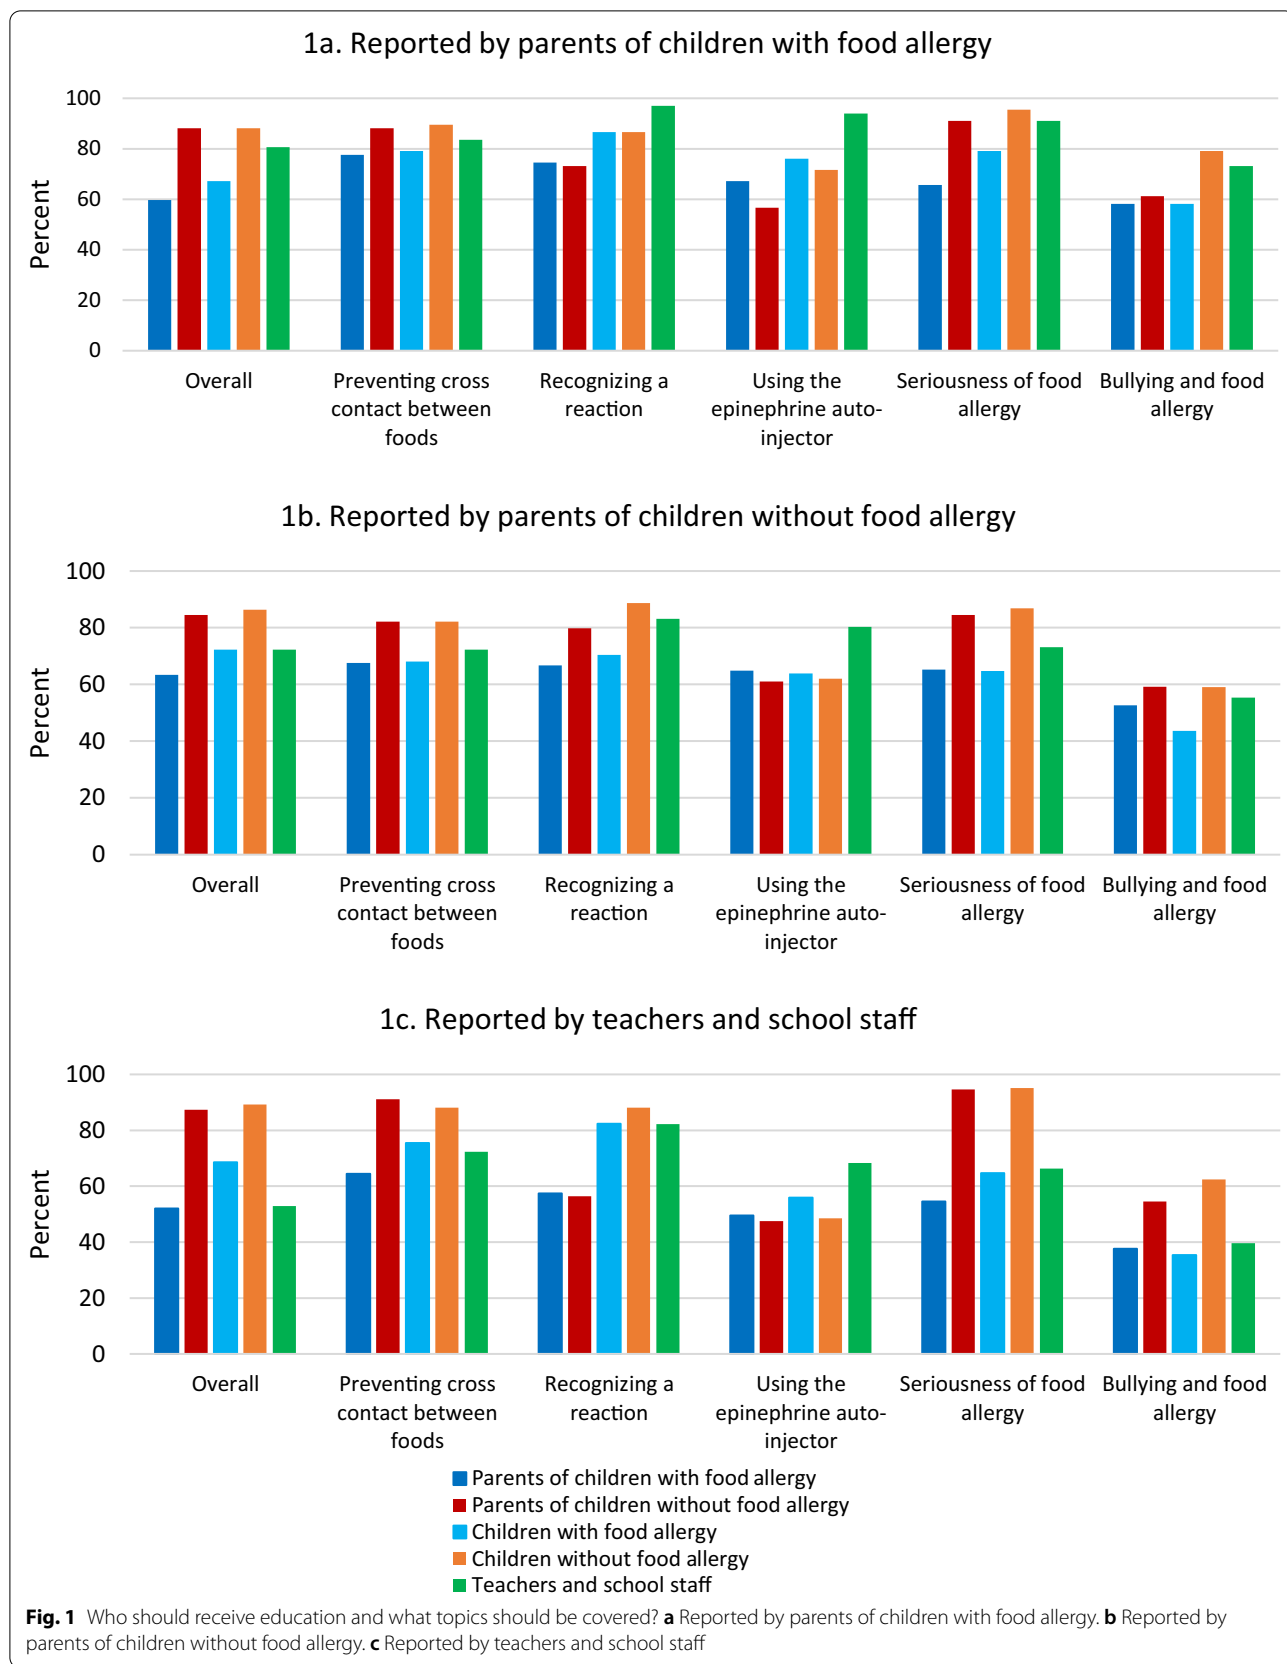 1a. Reported by parents of children with food allergy
100
80
60
40
20
0
Percent
Overall
Preventing cross
contact between
foods
Recognizing a
reaction
Using the
epinephrine auto-
injector
Seriousness of food
allergy
Bullying and food
allergy
1b. Reported by parents of children without food allergy
100
80
60
40
20
0
Percent
Overall
Preventing cross
contact between
foods
Recognizing a
reaction
Using the
epinephrine auto-
injector
Seriousness of food
allergy
Bullying and food
allergy
1c. Reported by teachers and school staff
100
80
60
40
20
0
Percent
Overall
Preventing cross
contact between
foods
Recognizing a
reaction
Using the
epinephrine auto-
injector
Seriousness of food
allergy
Bullying and food
allergy
Parents of children with food allergy
Parents of children without food allergy
Children with food allergy
Children without food allergy
Teachers and school staff
Fig. 1 Who should receive education and what topics should be covered? a Reported by parents of children with food allergy. b Reported by
parents of children without food allergy. c Reported by teachers and school staff